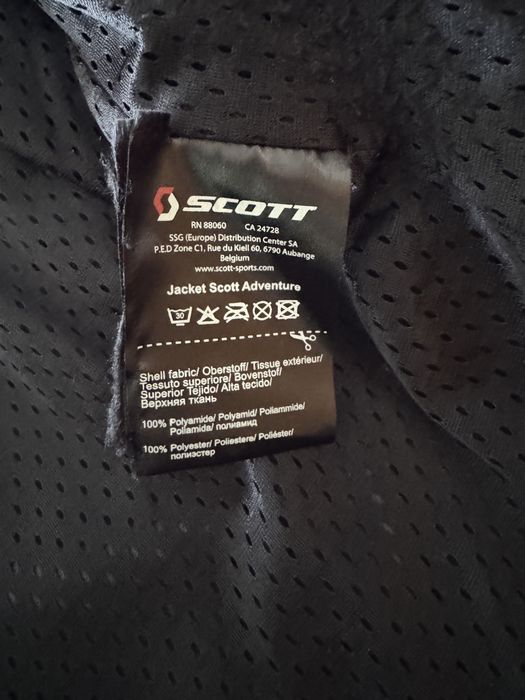 SCOTT
RN 88060 CA 24728
SSG (Europe) Distribution Center SA
P.E.D Zone C1, Rue du Kiell 60, 6790 Aubange
Belgium
www.scott-sports.com
Jacket Scott Adventure
30
Shell fabric/ Oberstoff/ Tissue extérieur/
Tessuto superiore/ Bovenstof/
Superior Tejido/ Alta tecido/
Верхняя ткань
100% Polyamide/ Polyamid/ Poliammide/
Poliamida/ полиамид
100% Polyester/ Poliestere/ Poliéster/
полиэстер